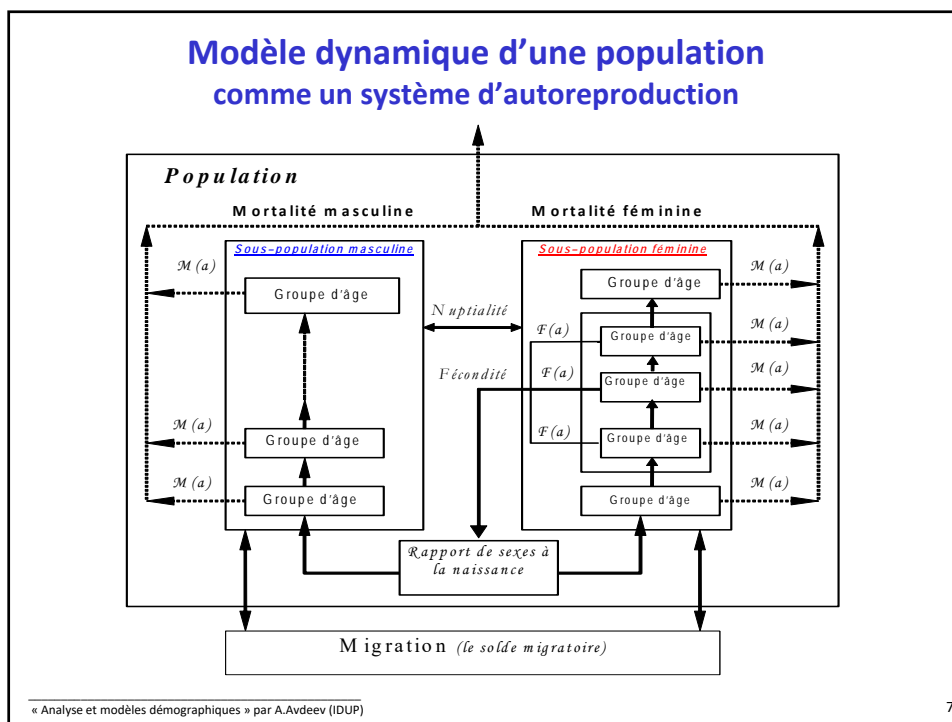 Modèle dynamique d'une population
comme un système d'autoreproduction
Population
Mortalité masculine
Mortalité féminine
Sous-population masculine
Sous-population féminine
M(a)
Groupe d'âge
Groupe d'âge
M(a)
Nuptialité
F(a)
Groupe d'âge
M(a)
Fécondité
F(a)
Groupe d'âge
M(a)
M(a)
Groupe d'âge
F(a)
Groupe d'âge
M(a)
M(a)
Groupe d'âge
Groupe d'âge
M(a)
Rapport de sexes à
la naissance
Migration (le solde migratoire)
« Analyse et modèles démographiques » par A.Avdeev (IDUP)
7